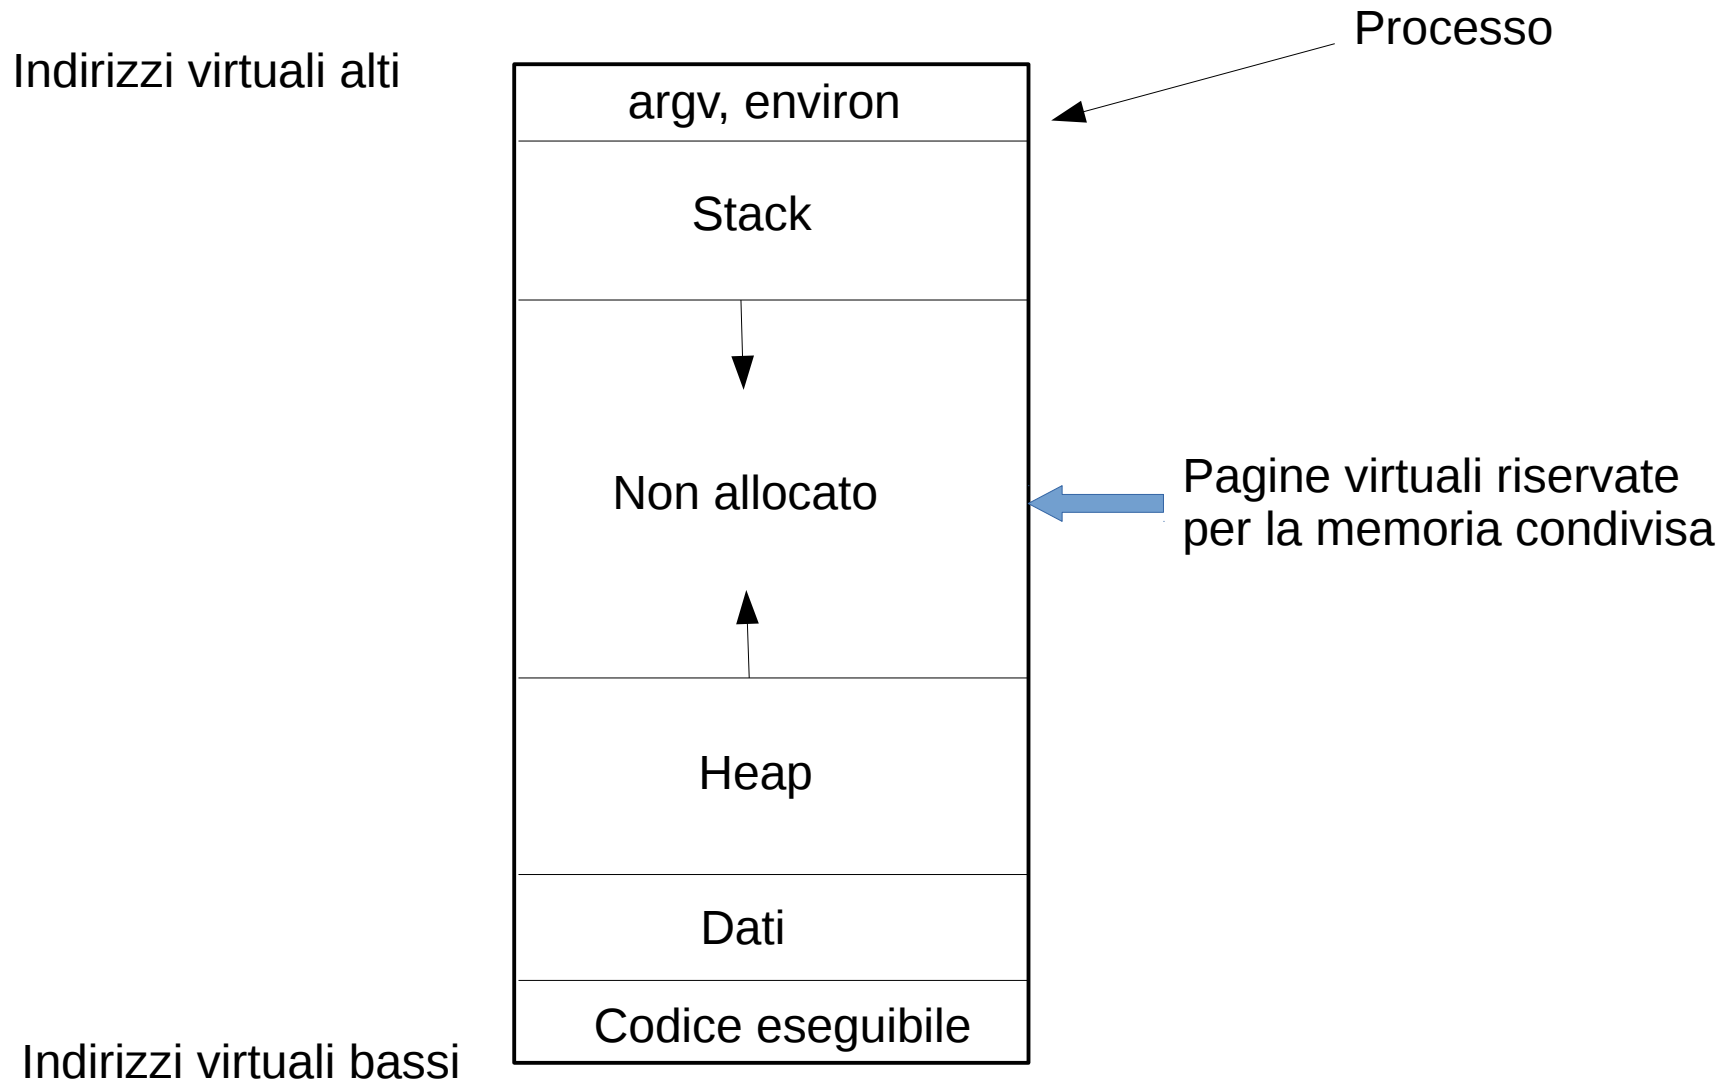 Processo
Indirizzi virtuali alti
argv, environ
Stack
Non allocato
Pagine virtuali riservate
per la memoria condivisa
Heap
Dati
Codice eseguibile
Indirizzi virtuali bassi